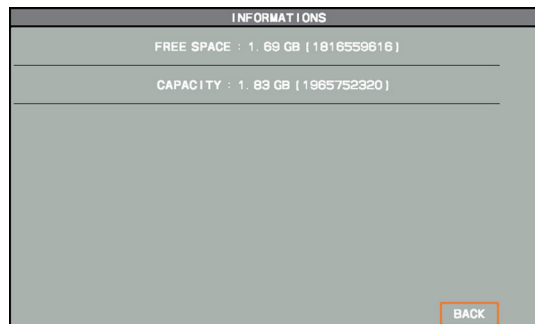 INFORMATIONS
FREE SPACE : 1. 69 GB (1816559616)
CAPACITY : 1. 83 GB (1965752320)
BACK